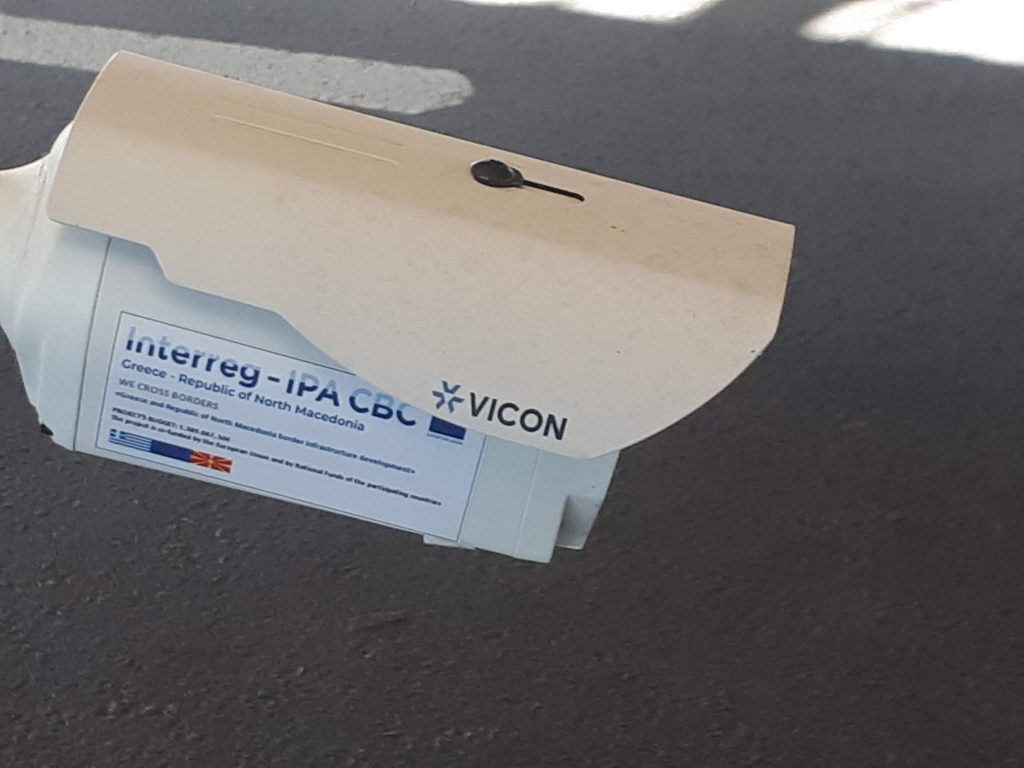 Interreg - IPA CBC
Greece - Republic of North Macedonia
WE CROSS BORDERS
«Greece and Republic of North Macedonia border infrastructure development»
PROJECT'S BUDGET:
The project is co-funded by the European Union and by National Funds of the participating countries
VICON